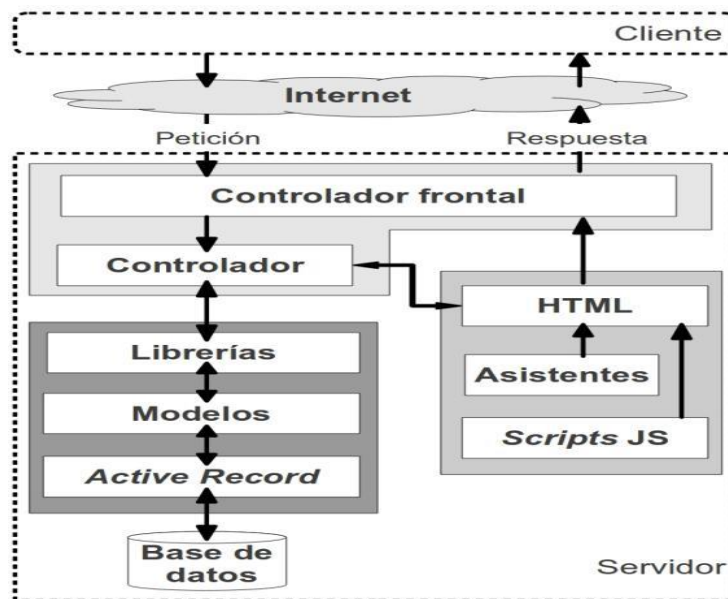 Cliente
Internet
Petición
Respuesta
Controlador frontal
Controlador
HTML
Librerías
Asistentes
Modelos
Scripts JS
Active Record
Base de
datos
Servidor